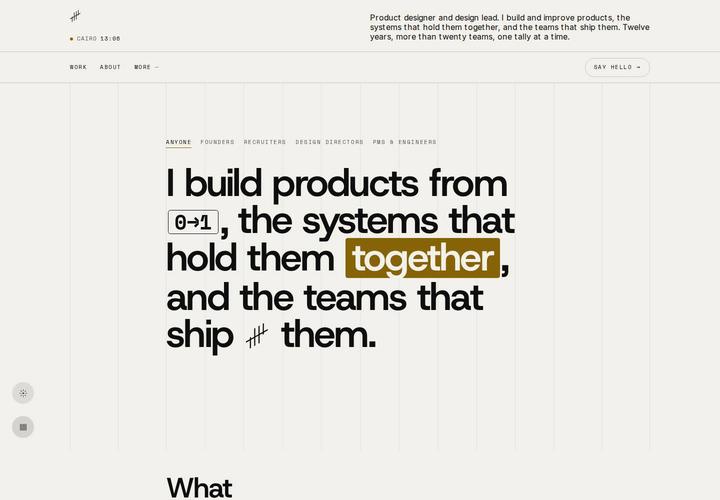 CAIRO 13:06
Product designer and design lead. I build and improve products, the
systems that hold them together, and the teams that ship them. Twelve
years, more than twenty teams, one tally at a time.
WORK ABOUT MORE —
SAY HELLO →
ANYONE FOUNDERS RECRUITERS DESIGN DIRECTORS PMS & ENGINEERS
I build products from
0→1, the systems that
hold them together,
and the teams that
ship them.
What